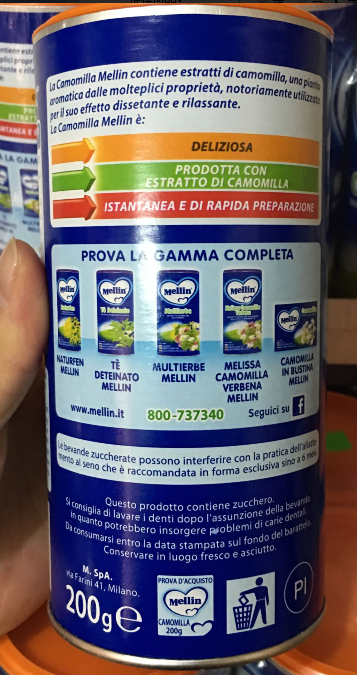 La Camomilla Mellin contiene estratti di camomilla, una pianta
aromatica dalle molteplici proprietà, notoriamente utilizzata
per il suo effetto dissetante e rilassante.
La Camomilla Mellin è:
DELIZIOSA
PRODOTTA CON
ESTRATTO DI CAMOMILLA
ISTANTANEA E DI RAPIDA PREPARAZIONE
PROVA LA GAMMA COMPLETA
Mellin Mellin Mellin Mellin
NATURFEN
MELLIN
TÈ
DETEINATO
MELLIN
MULTIERBE
MELLIN
MELISSA
CAMOMILLA
VERBENA
MELLIN
CAMOMILLA
IN BUSTINA
MELLIN
www.mellin.it 800-737340 Seguici su f
Le bevande zuccherate possono interferire con la pratica dell'allatta
mento al seno che è raccomandata in forma esclusiva sino a 6 mesi.
Questo prodotto contiene zucchero.
Si consiglia di lavare i denti dopo l'assunzione della bevanda
in quanto potrebbero insorgere problemi di carie dentali.
Da consumarsi entro la data stampata sul fondo del barattolo.
Conservare in luogo fresco e asciutto.
M. SpA.
via Farini 41, Milano.
200g e
PROVA D'ACQUISTO
Mellin
CAMOMILLA
200g
PI